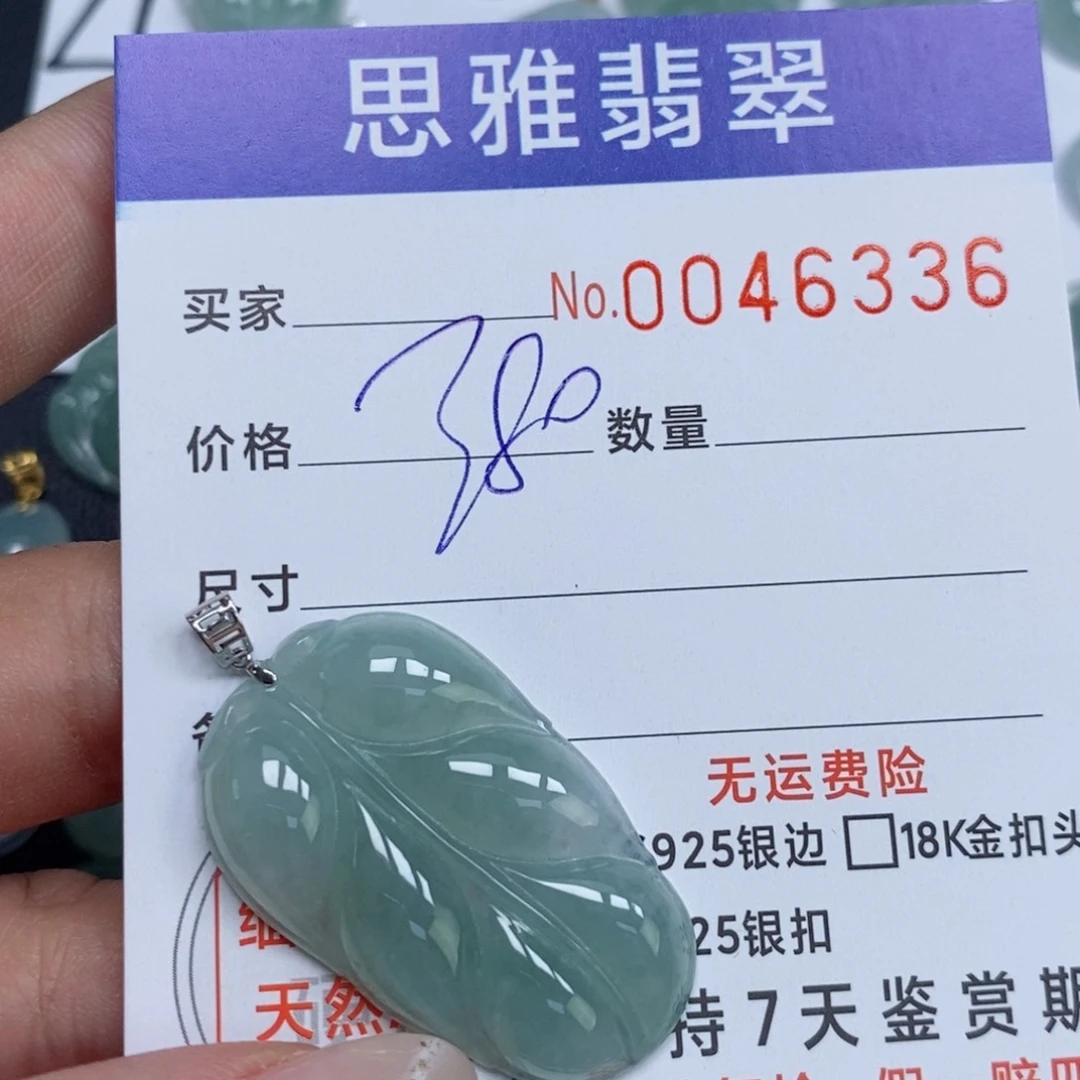 思雅翡翠
买家 No.0046336
价格 380 数量
尺寸
925银边 □18K金扣头
25银扣
无运费险
天然
持7天鉴赏期